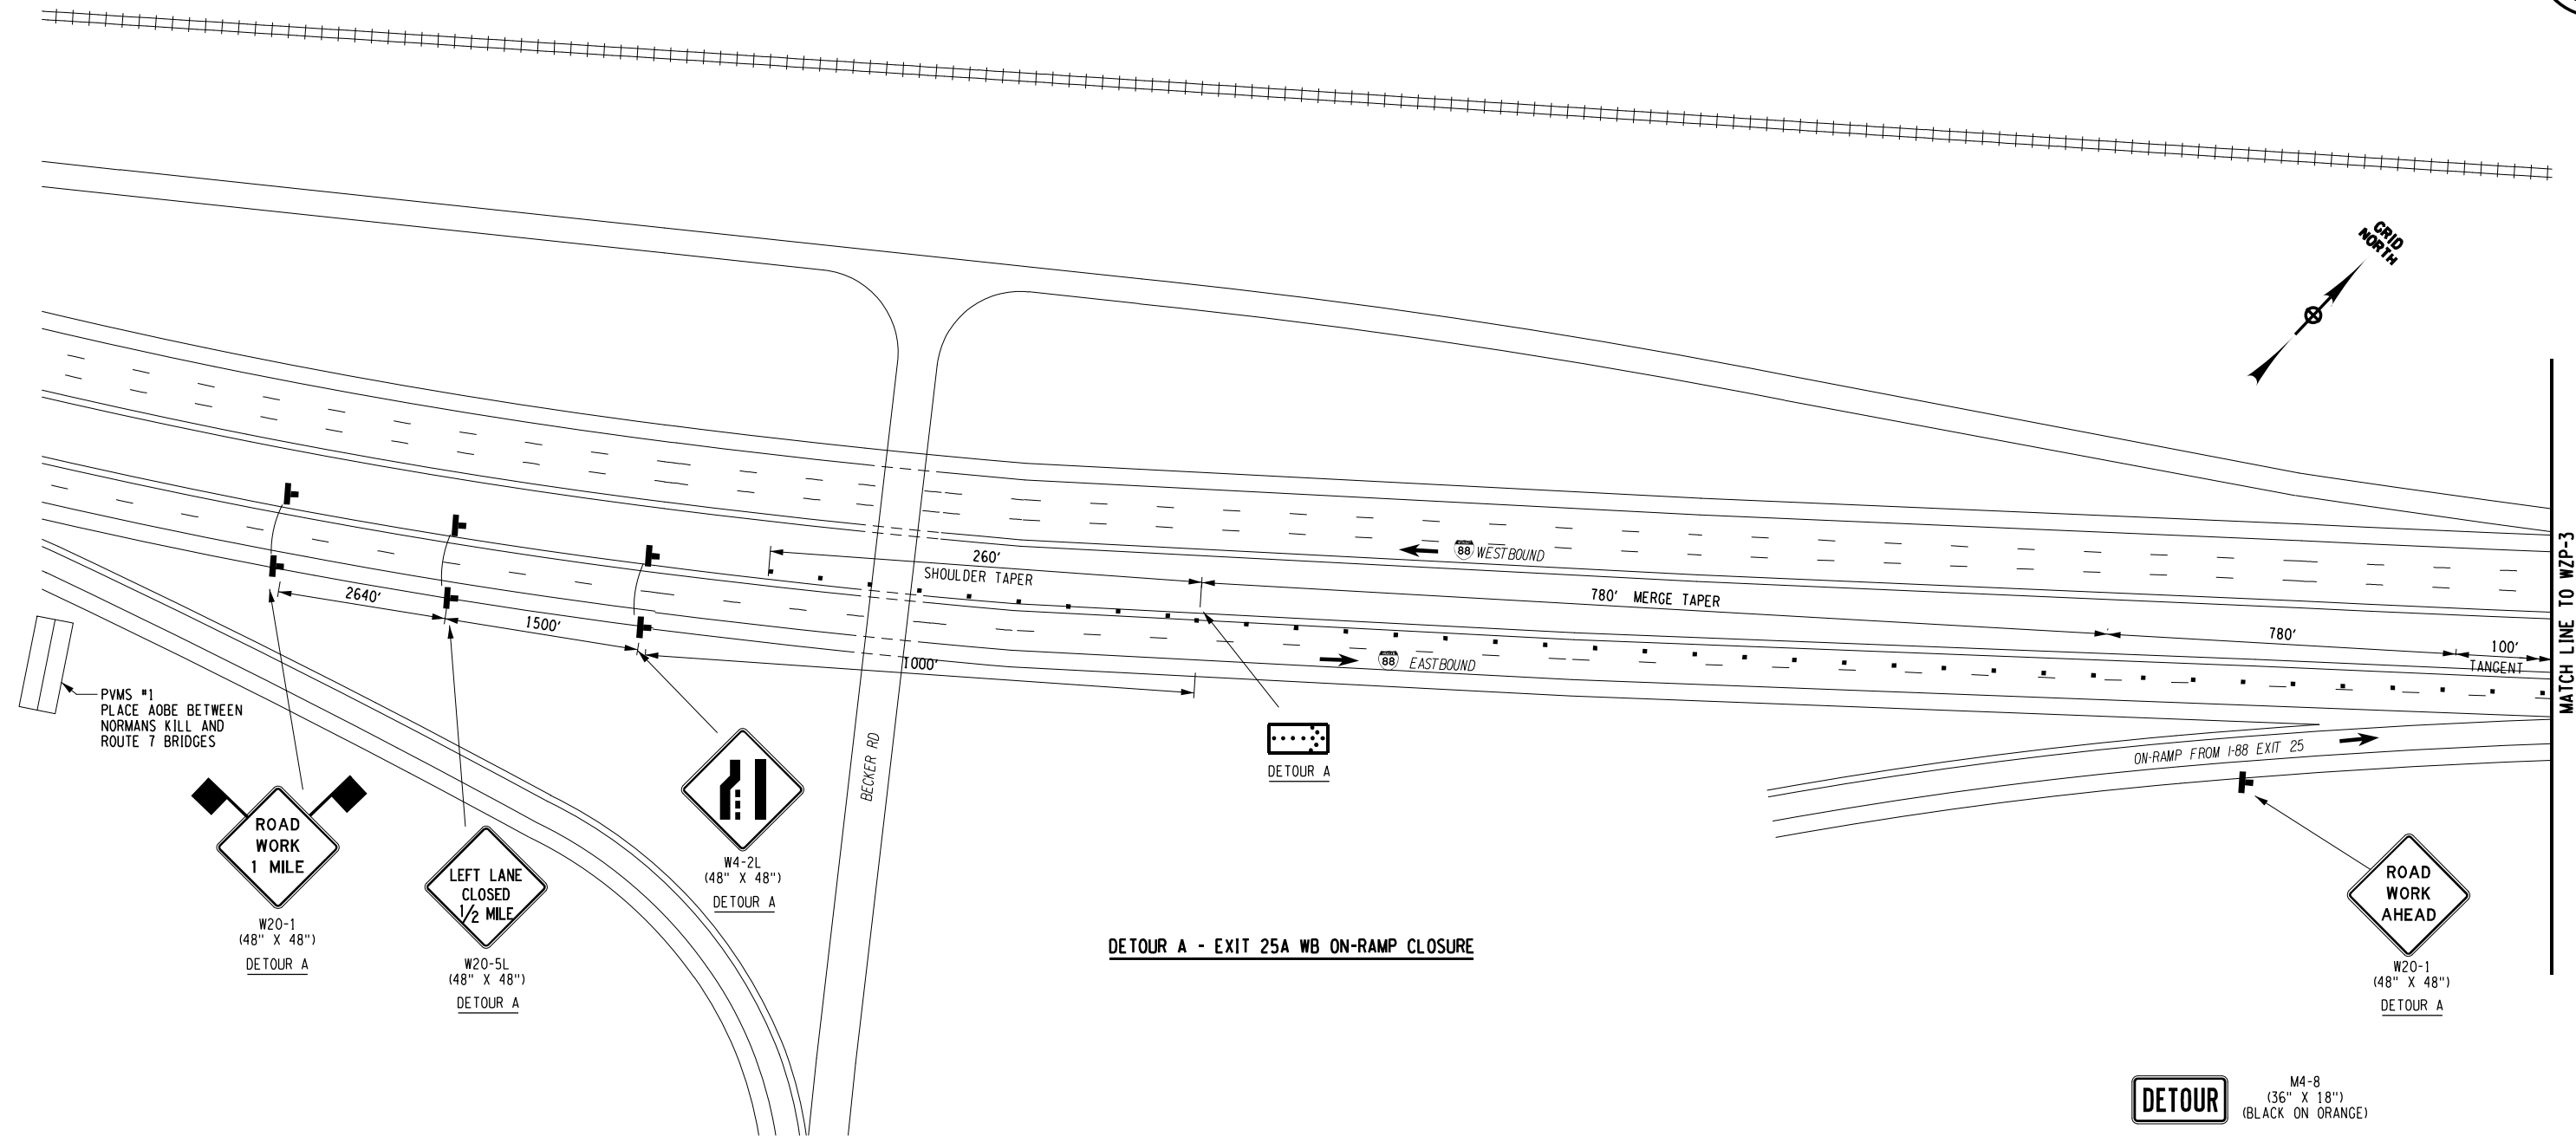 GRID
NORTH
MATCH LINE TO WZP-3
88 WESTBOUND
260'
SHOULDER TAPER
780' MERGE TAPER
780'
100'
TANGENT
88 EASTBOUND
2640'
1500'
1000'
PVMS #1
PLACE AOBE BETWEEN
NORMANS KILL AND
ROUTE 7 BRIDGES
BECKER RD
ON-RAMP FROM I-88 EXIT 25
ROAD
WORK
1 MILE
W20-1
(48" X 48")
DETOUR A
LEFT LANE
CLOSED
1/2 MILE
W20-5L
(48" X 48")
DETOUR A
W4-2L
(48" X 48")
DETOUR A
DETOUR A
DETOUR A - EXIT 25A WB ON-RAMP CLOSURE
ROAD
WORK
AHEAD
W20-1
(48" X 48")
DETOUR A
DETOUR
M4-8
(36" X 18")
(BLACK ON ORANGE)